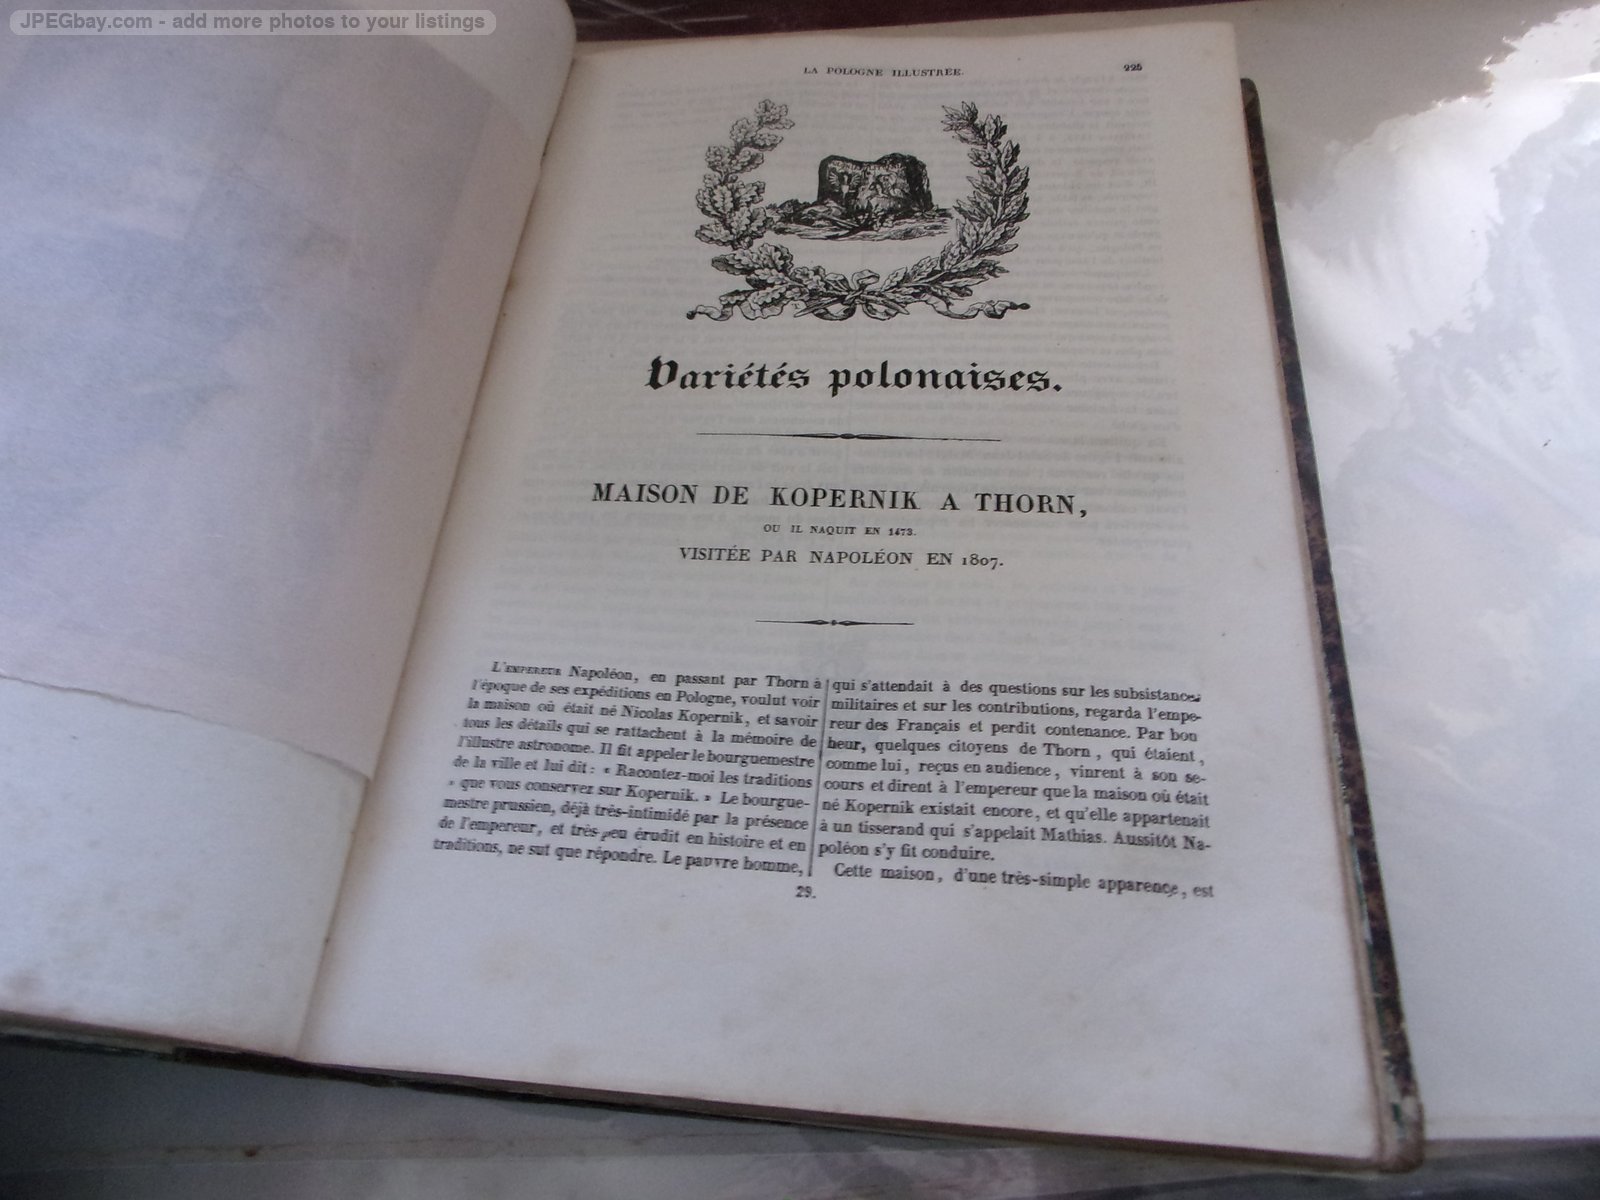 JPEGbay.com - add more photos to your listings
LA POLOGNE ILLUSTRÉE.
225
Variétés polonaises.
MAISON DE KOPERNIK A THORN,
OU IL NAQUIT EN 1473.
VISITÉE PAR NAPOLÉON EN 1807.
L'EMPEREUR Napoléon, en passant par Thorn à
l'époque de ses expéditions en Pologne, voulut voir
la maison où était né Nicolas Kopernik, et savoir
tous les détails qui se rattachent à la mémoire de
l'illustre astronome. Il fit appeler le bourguemestre
de la ville et lui dit : « Racontez-moi les traditions
» que vous conservez sur Kopernik. » Le bourgue-
mestre prussien, déjà très-intimidé par la présence
de l'empereur, et très-peu érudit en histoire et en
traditions, ne sut que répondre. Le pauvre homme,
qui s'attendait à des questions sur les subsistances
militaires et sur les contributions, regarda l'empe-
reur des Français et perdit contenance. Par bon
heur, quelques citoyens de Thorn, qui étaient,
comme lui, reçus en audience, vinrent à son se-
cours et dirent à l'empereur que la maison où était
né Kopernik existait encore, et qu'elle appartenait
à un tisserand qui s'appelait Mathias. Aussitôt Na-
poléon s'y fit conduire.
Cette maison, d'une très-simple apparence, est
29.